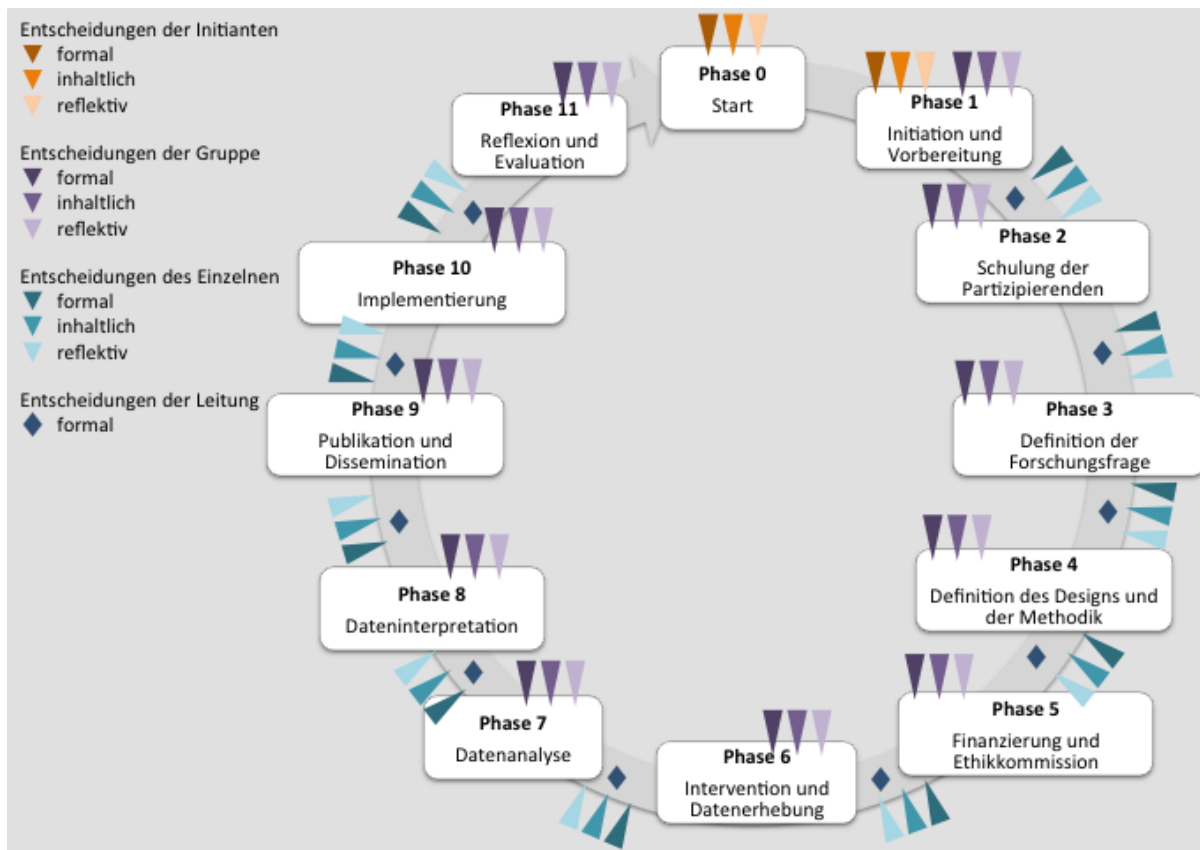 Entscheidungen der Initianten
formal
inhaltlich
reflektiv
Entscheidungen der Gruppe
formal
inhaltlich
reflektiv
Entscheidungen des Einzelnen
formal
inhaltlich
reflektiv
Entscheidungen der Leitung
formal
Phase 0
Start
Phase 1
Initiation und
Vorbereitung
Phase 2
Schulung der
Partizipierenden
Phase 3
Definition der
Forschungsfrage
Phase 4
Definition des Designs und
der Methodik
Phase 5
Finanzierung und
Ethikkommission
Phase 6
Intervention und
Datenerhebung
Phase 7
Datenanalyse
Phase 8
Dateninterpretation
Phase 9
Publikation und
Dissemination
Phase 10
Implementierung
Phase 11
Reflexion und
Evaluation